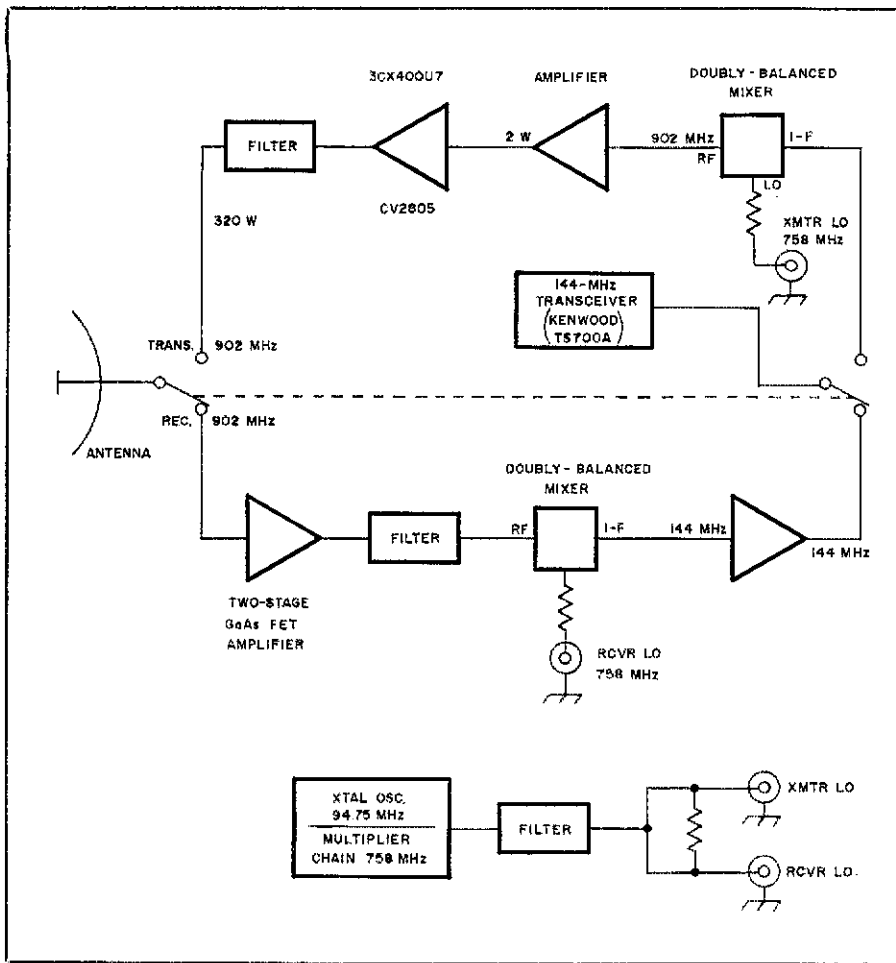 3CX400U7
AMPLIFIER
DOUBLY-BALANCED
MIXER
FILTER
2 W
902 MHz
RF
I-F
LO
CV2805
320 W
XMTR LO
758 MHz
144-MHz
TRANSCEIVER
(KENWOOD
TS700A)
TRANS.
902 MHz
REC.
902 MHz
ANTENNA
DOUBLY-BALANCED
MIXER
FILTER
RF
I-F
144 MHz
144 MHz
TWO-STAGE
GaAs FET
AMPLIFIER
RCVR LO
758 MHz
XTAL OSC.
94.75 MHz
MULTIPLIER
CHAIN 758 MHz
FILTER
XMTR LO
RCVR LO.